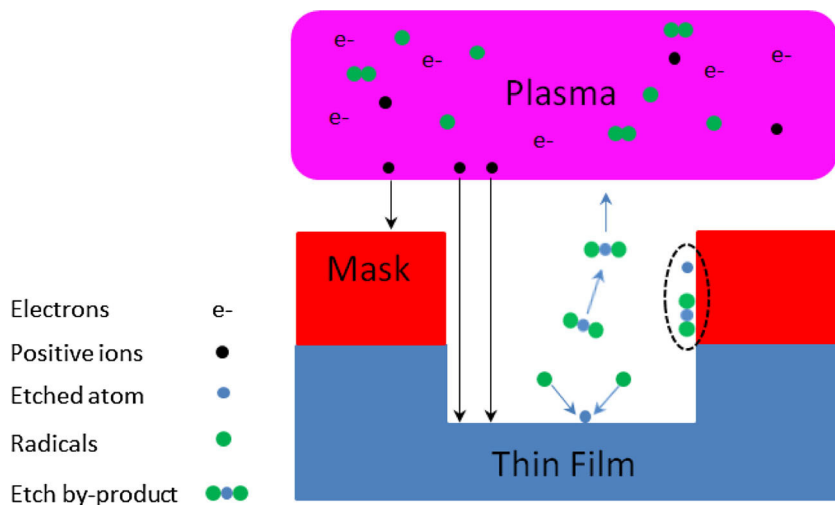 e-
e-
e-
e-
e-
e-
Plasma
Mask
Thin Film
Electrons e-
Positive ions
Etched atom
Radicals
Etch by-product